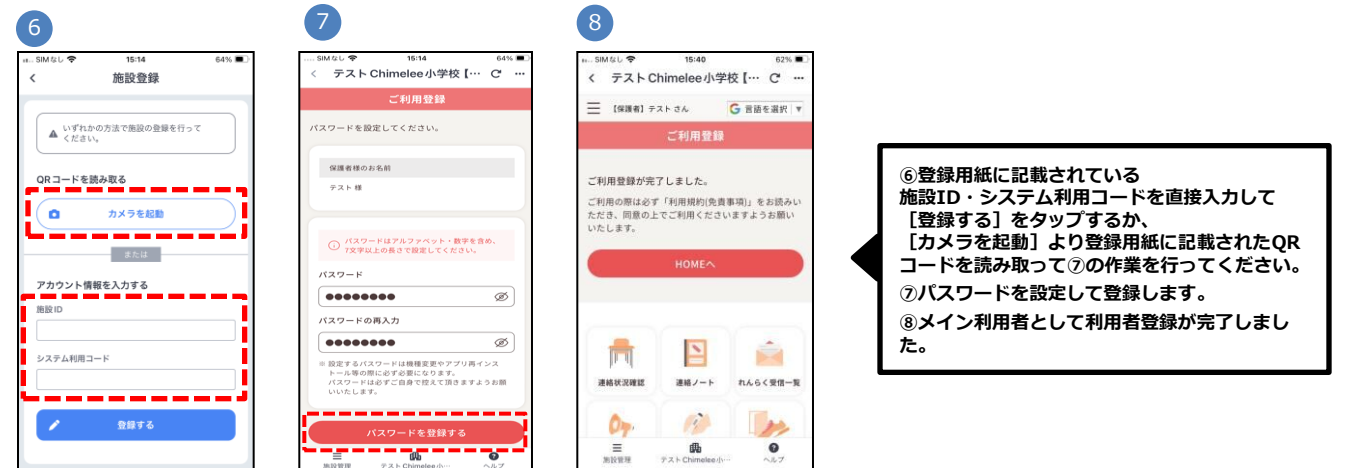 6
SIMなし 15:14 64%
施設登録
いずれかの方法で施設の登録を行って
ください。
QRコードを読み取る
カメラを起動
または
アカウント情報を入力する
施設ID
システム利用コード
登録する
7
SIMなし 15:14 64%
テスト Chimelee小学校【…
ご利用登録
パスワードを設定してください。
保護者様のお名前
テスト 様
パスワードはアルファベット・数字を含め、
7文字以上の長さで設定してください。
パスワード
●●●●●●●●
パスワードの再入力
●●●●●●●●
※ 設定するパスワードは機種変更やアプリ再インス
トール等の際に必ず必要になります。
パスワードは必ずご自身で控えて頂きますようお願
いいたします。
パスワードを登録する
施設管理 テスト Chimelee小… ヘルプ
8
SIMなし 15:40 62%
テスト Chimelee小学校【…
【保護者】テスト さん G 言語を選択 ▼
ご利用登録
ご利用登録が完了しました。
ご利用の際は必ず「利用規約(免責事項)」をお読みい
ただき、同意の上でご利用くださいますようお願い
いたします。
HOMEへ
連絡状況確認 連絡ノート れんらく受信一覧
施設管理 テスト Chimelee小… ヘルプ
⑥登録用紙に記載されている
施設ID・システム利用コードを直接入力して
［登録する］をタップするか、
［カメラを起動］より登録用紙に記載されたQR
コードを読み取って⑦の作業を行ってください。
⑦パスワードを設定して登録します。
⑧メイン利用者として利用者登録が完了しまし
た。